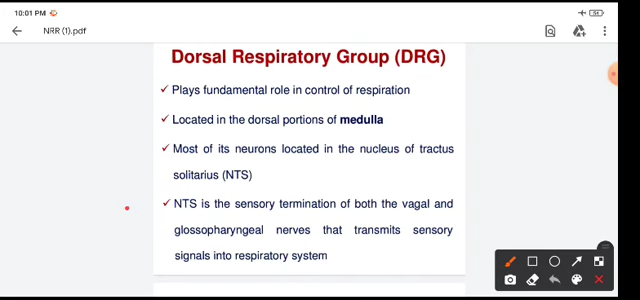 10:01 PM
51
NRR (1).pdf
Dorsal Respiratory Group (DRG)
✓ Plays fundamental role in control of respiration
✓ Located in the dorsal portions of medulla
✓ Most of its neurons located in the nucleus of tractus
solitarius (NTS)
✓ NTS is the sensory termination of both the vagal and
glossopharyngeal nerves that transmits sensory
signals into respiratory system